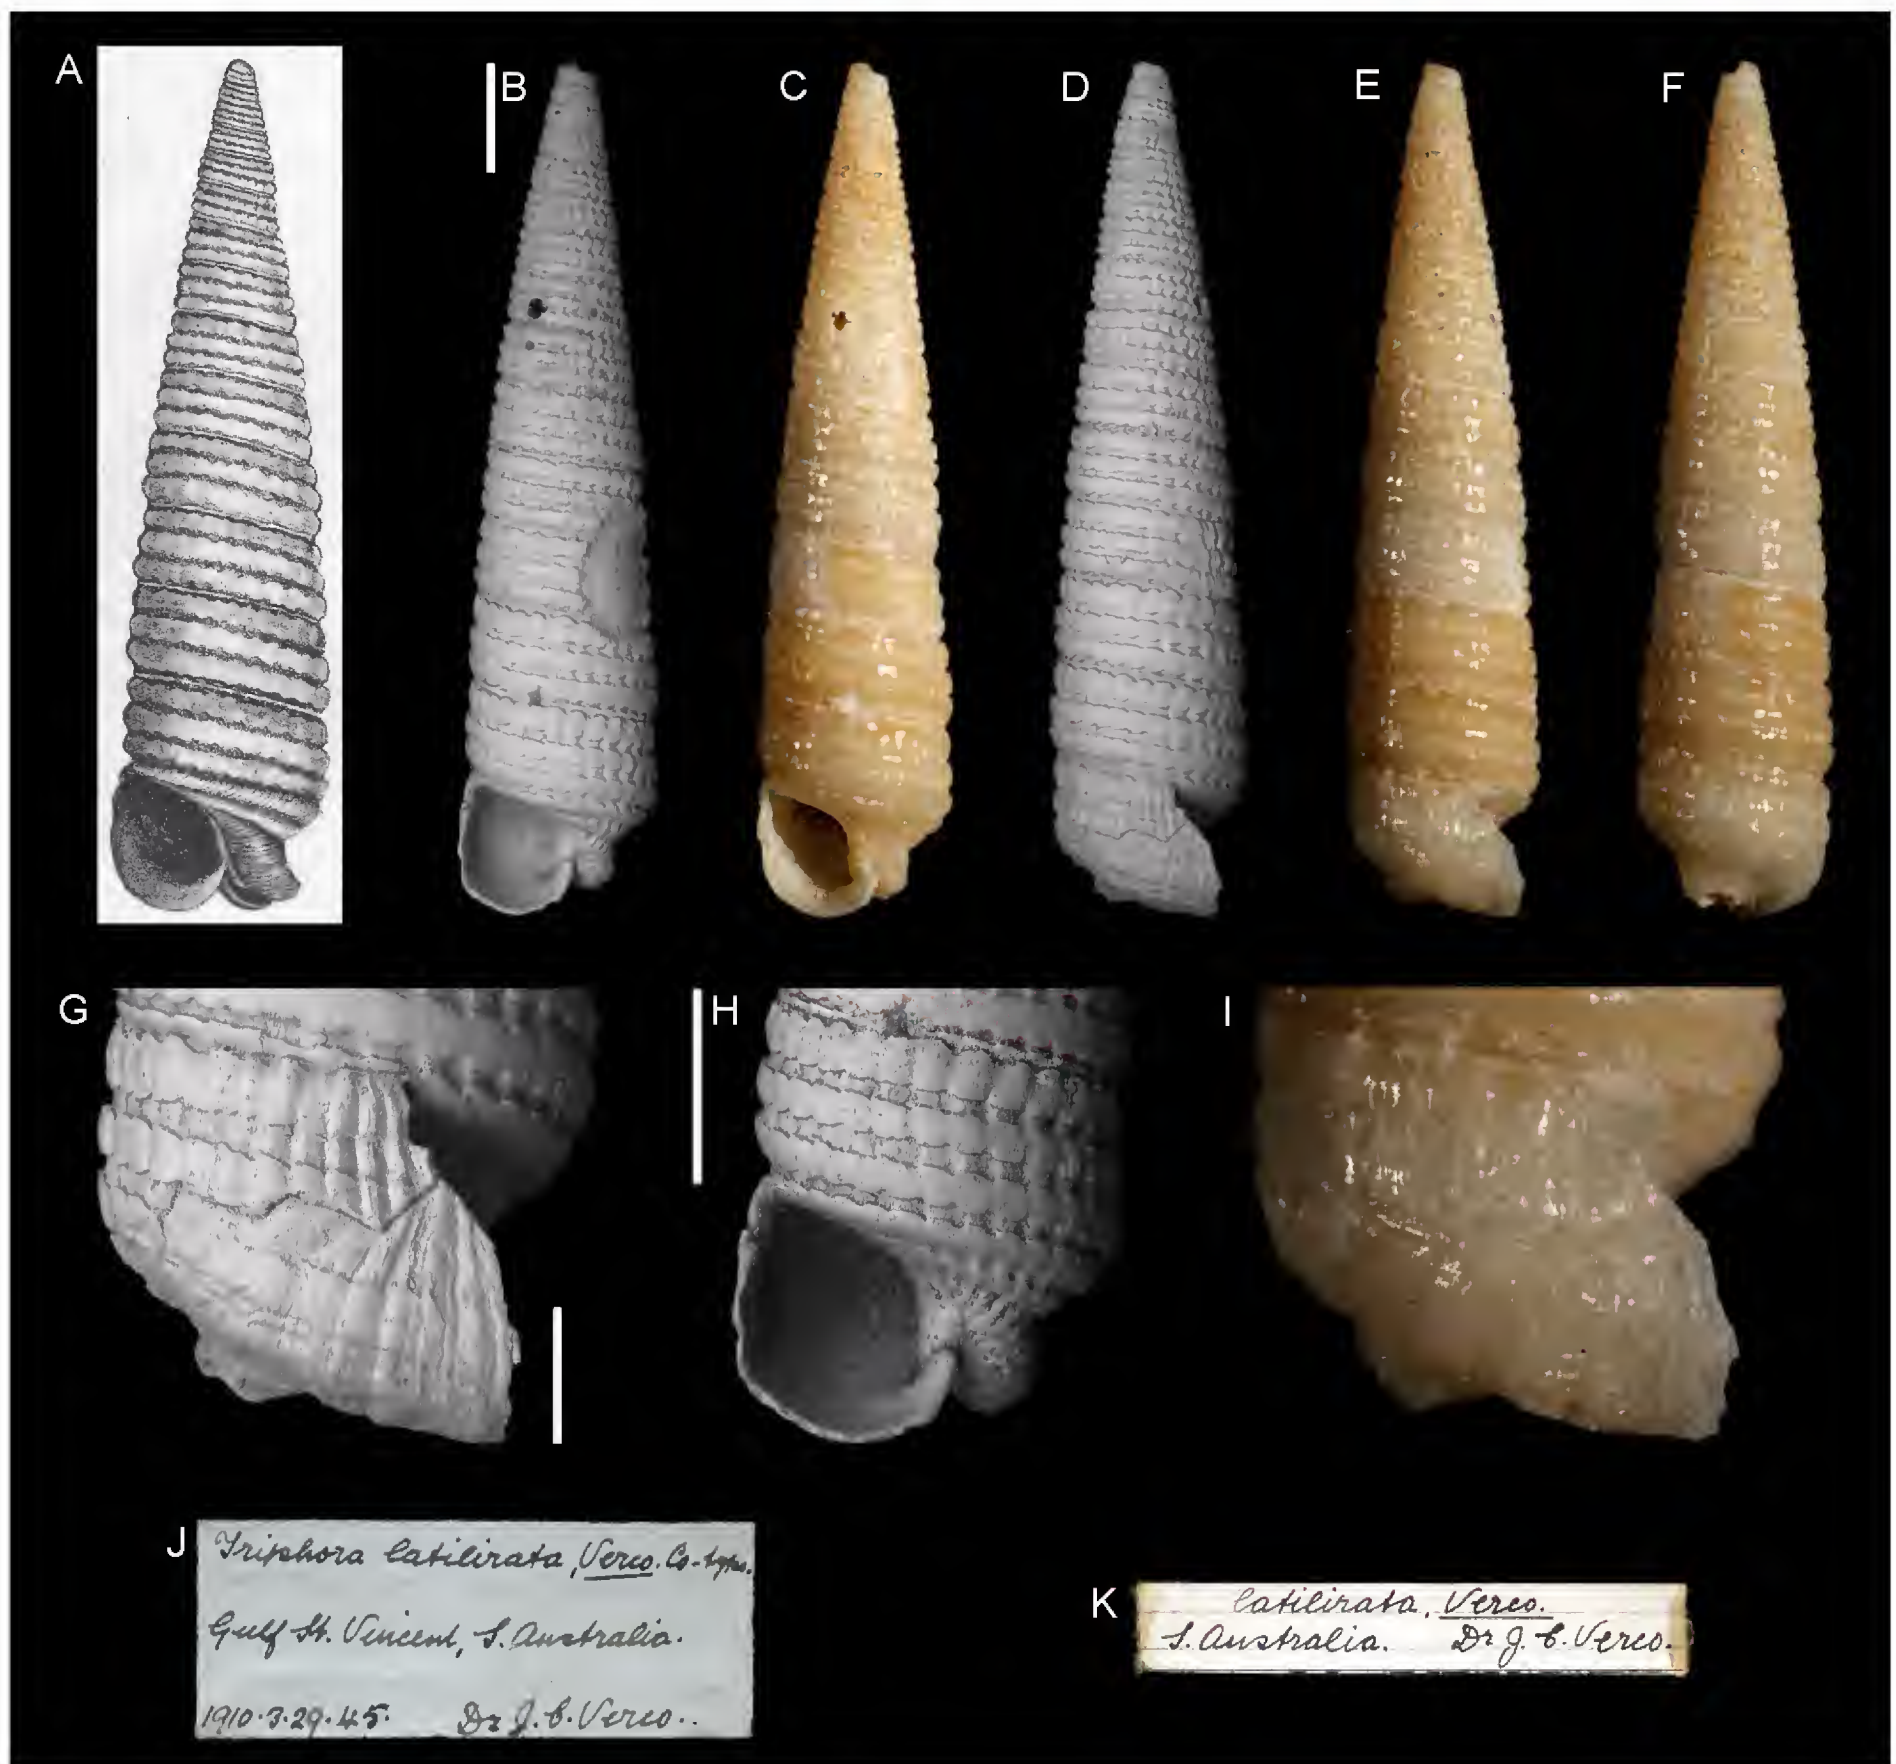 A
B
C
D
E
F
G
H
I
J
Triphora latilirata, Verco. Co-type.
Gulf St. Vincent, S. Australia.
1910.3.29.45. Dr J. C. Verco..
K
latilirata, Verco.
S. Australia. Dr J. C. Verco.